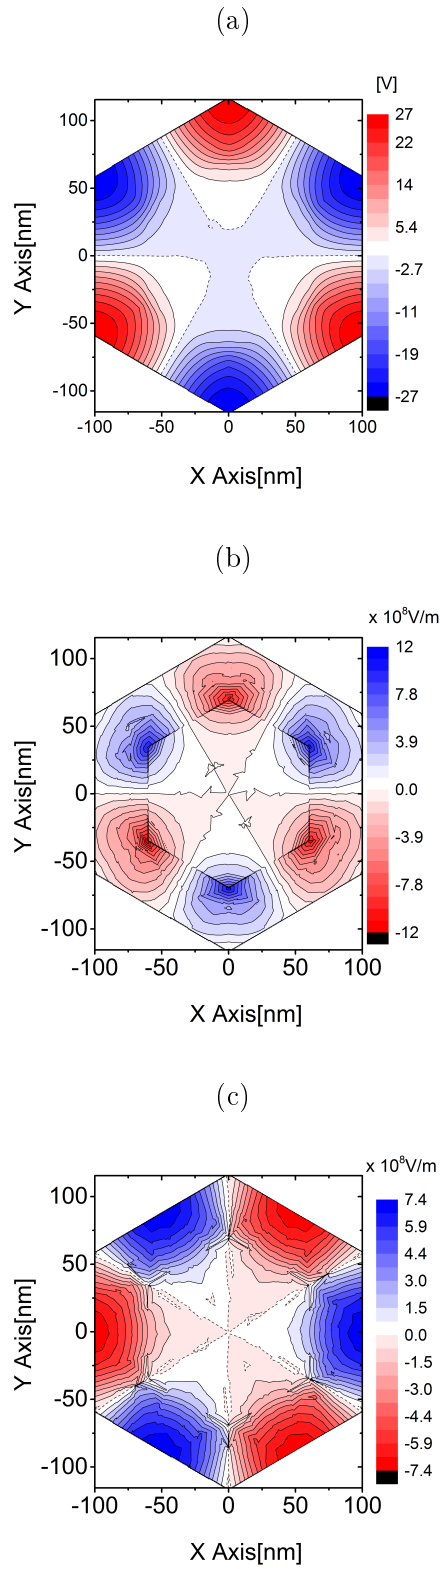 (a)
[V]
27
22
14
5.4
-2.7
-11
-19
-27
100
50
0
-50
-100
Y Axis[nm]
-100 -50 0 50 100
X Axis[nm]
(b)
x 10⁸V/m
12
7.8
3.9
0.0
-3.9
-7.8
-12
100
50
0
-50
-100
Y Axis[nm]
-100 -50 0 50 100
X Axis[nm]
(c)
x 10⁸V/m
7.4
5.9
4.4
3.0
1.5
0.0
-1.5
-3.0
-4.4
-5.9
-7.4
100
50
0
-50
-100
Y Axis[nm]
-100 -50 0 50 100
X Axis[nm]